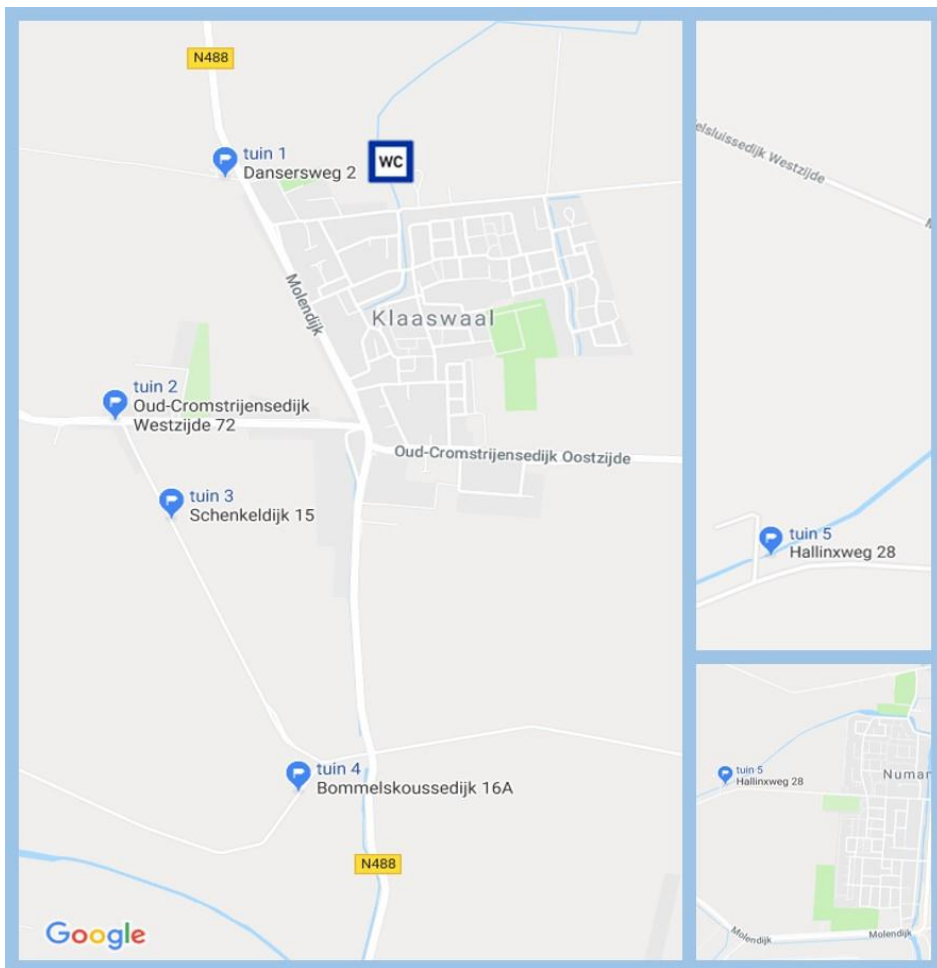 N488
tuin 1
Dansersweg 2
WC
Molendijk
Klaaswaal
tuin 2
Oud-Cromstrijensedijk
Westzijde 72
Oud-Cromstrijensedijk Oostzijde
tuin 3
Schenkeldijk 15
tuin 4
Bommelskoussedijk 16A
N488
Google
elsluissedijk Westzijde
tuin 5
Hallinxweg 28
tuin 5
Hallinxweg 28
Numan
Molendijk
Molendijk